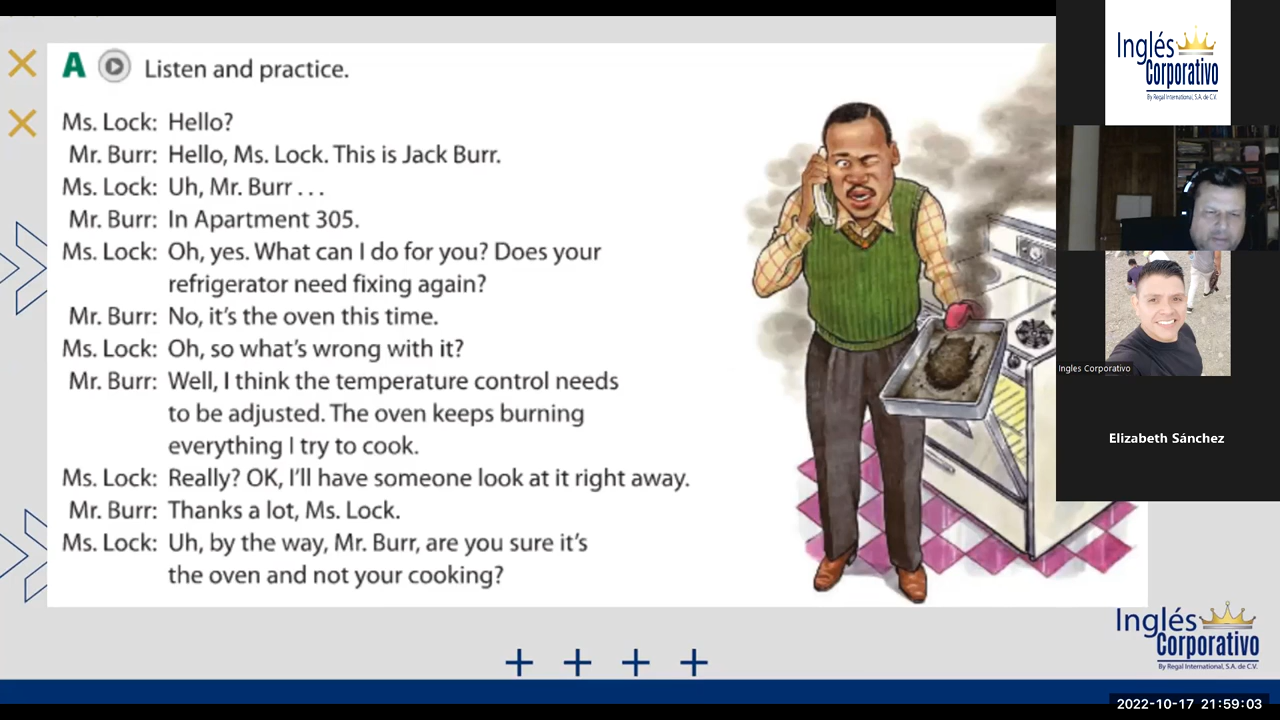 A Listen and practice.
Ms. Lock: Hello?
Mr. Burr: Hello, Ms. Lock. This is Jack Burr.
Ms. Lock: Uh, Mr. Burr . . .
Mr. Burr: In Apartment 305.
Ms. Lock: Oh, yes. What can I do for you? Does your
refrigerator need fixing again?
Mr. Burr: No, it's the oven this time.
Ms. Lock: Oh, so what's wrong with it?
Mr. Burr: Well, I think the temperature control needs
to be adjusted. The oven keeps burning
everything I try to cook.
Ms. Lock: Really? OK, I'll have someone look at it right away.
Mr. Burr: Thanks a lot, Ms. Lock.
Ms. Lock: Uh, by the way, Mr. Burr, are you sure it's
the oven and not your cooking?
Inglés
Corporativo
By Regal International, S.A. de C.V.
Ingles Corporativo
Elizabeth Sánchez
Inglés
Corporativo
By Regal International, S.A. de C.V.
2022-10-17 21:59:03